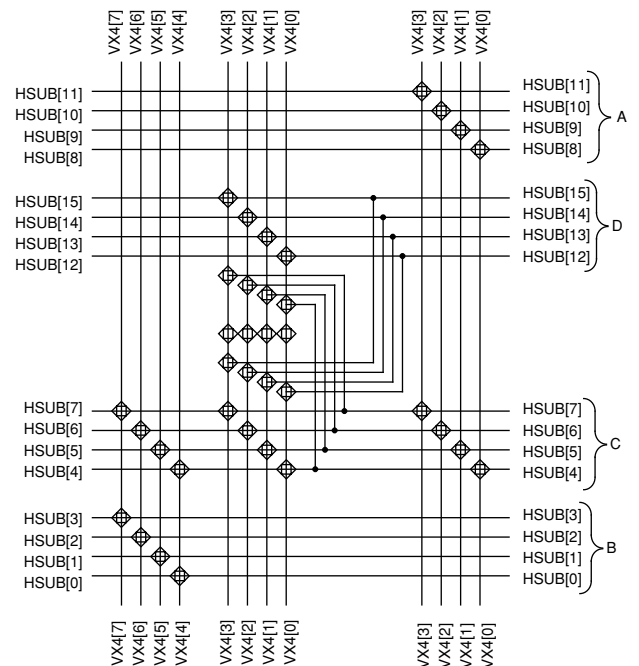 VX4[7]
VX4[6]
VX4[5]
VX4[4]
VX4[3]
VX4[2]
VX4[1]
VX4[0]
VX4[3]
VX4[2]
VX4[1]
VX4[0]
HSUB[11]
HSUB[10]
HSUB[9]
HSUB[8]
HSUB[11]
HSUB[10]
HSUB[9]
HSUB[8]
A
HSUB[15]
HSUB[14]
HSUB[13]
HSUB[12]
HSUB[15]
HSUB[14]
HSUB[13]
HSUB[12]
D
HSUB[7]
HSUB[6]
HSUB[5]
HSUB[4]
HSUB[7]
HSUB[6]
HSUB[5]
HSUB[4]
C
HSUB[3]
HSUB[2]
HSUB[1]
HSUB[0]
HSUB[3]
HSUB[2]
HSUB[1]
HSUB[0]
B
VX4[7]
VX4[6]
VX4[5]
VX4[4]
VX4[3]
VX4[2]
VX4[1]
VX4[0]
VX4[3]
VX4[2]
VX4[1]
VX4[0]